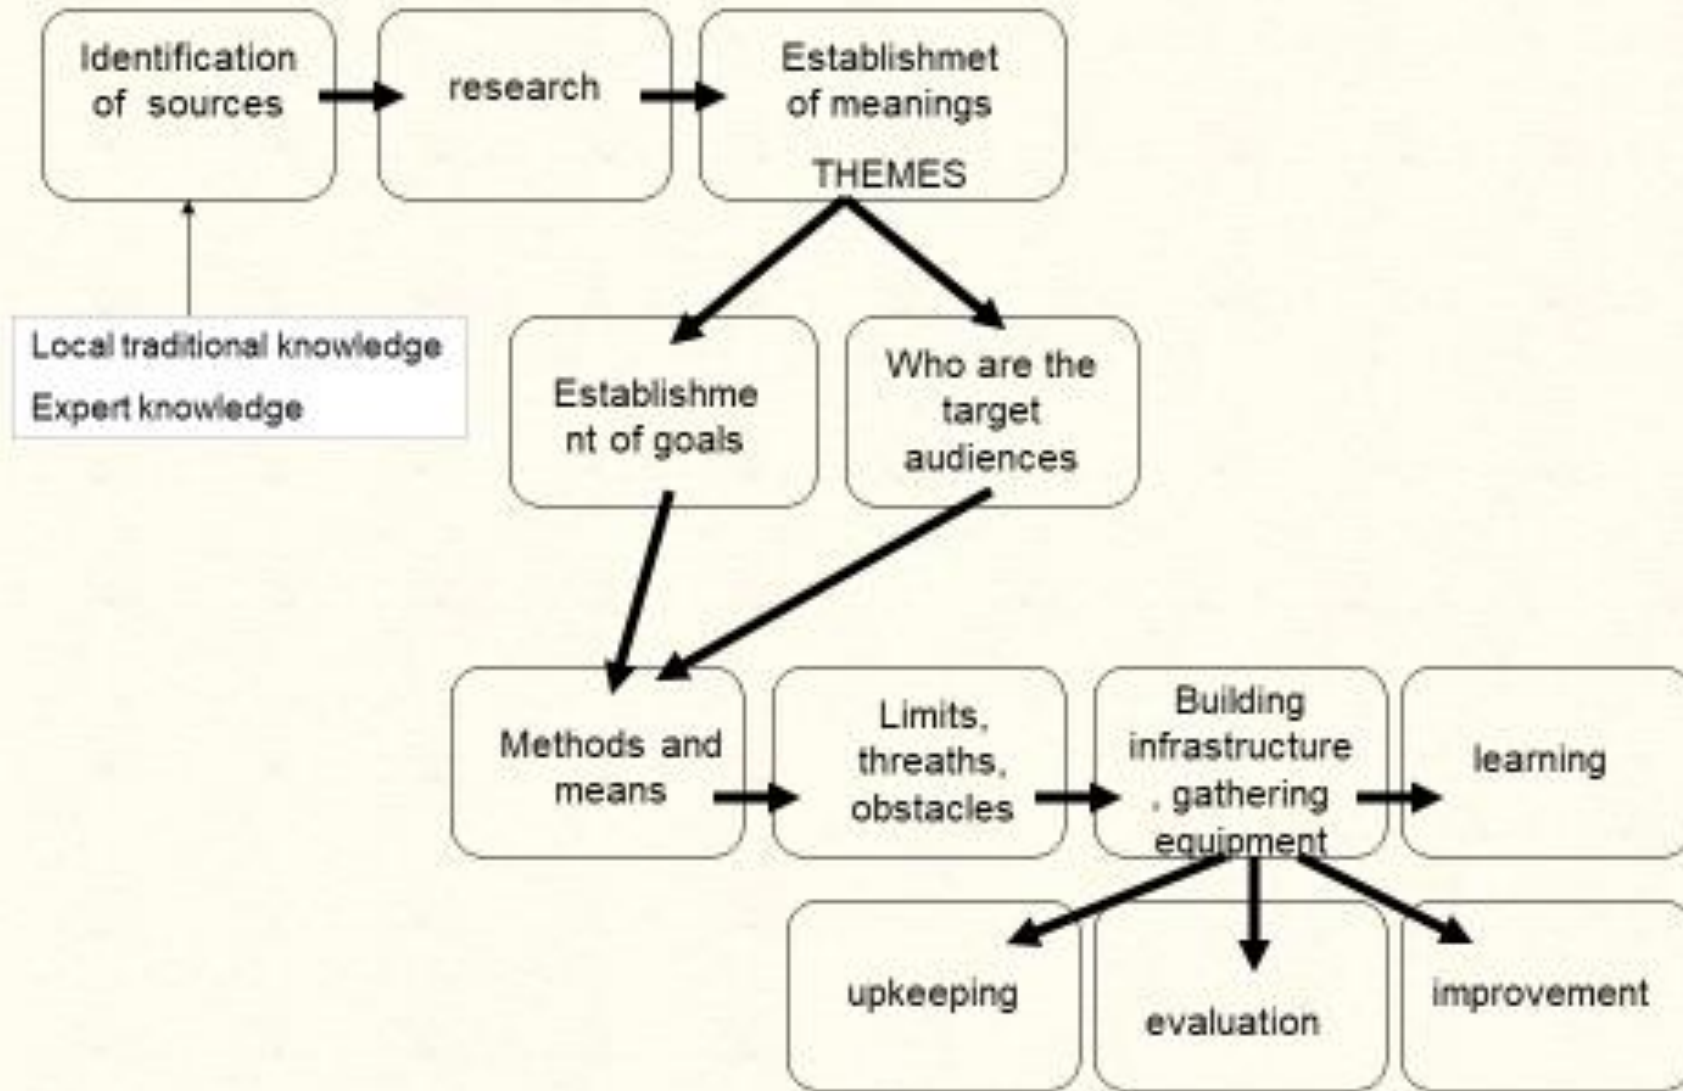 Identification
of sources
research
Establishmet
of meanings
THEMES
Local traditional knowledge
Expert knowledge
Establishme
nt of goals
Who are the
target
audiences
Methods and
means
Limits,
threaths,
obstacles
Building
infrastructure
, gathering
equipment
learning
upkeeping
evaluation
improvement